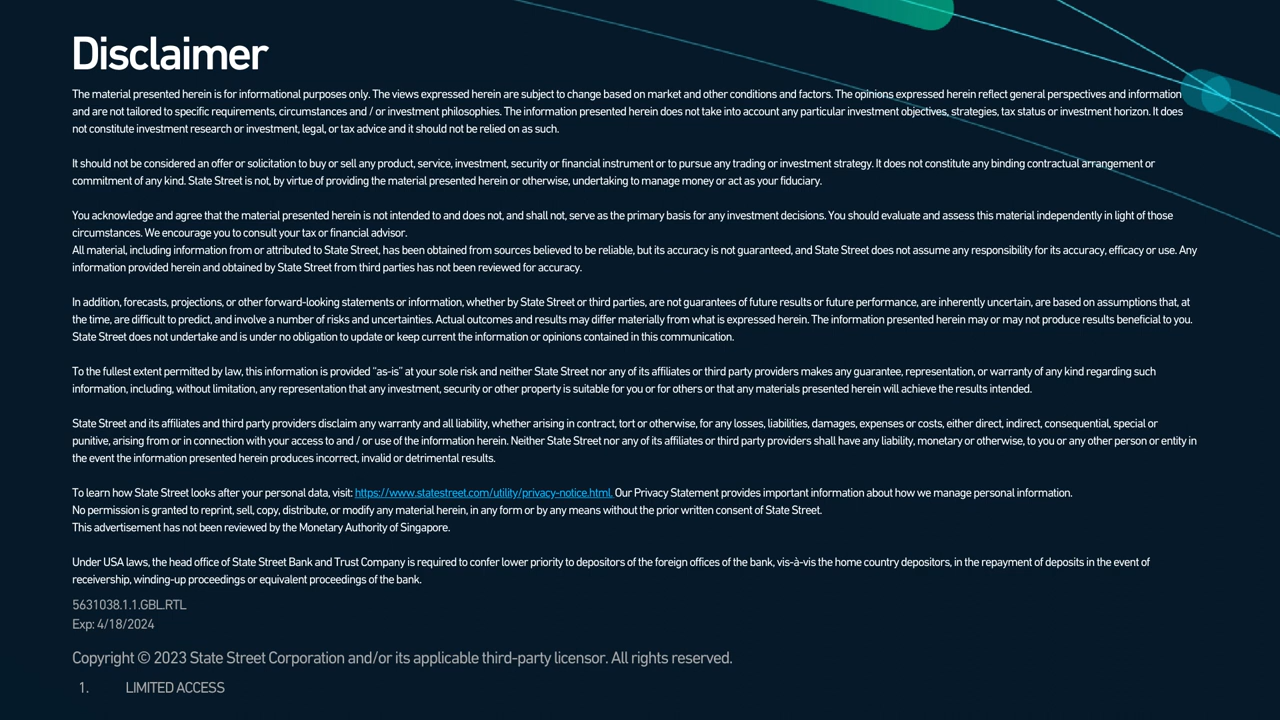 Disclaimer
The material presented herein is for informational purposes only. The views expressed herein are subject to change based on market and other conditions and factors. The opinions expressed herein reflect general perspectives and information
and are not tailored to specific requirements, circumstances and / or investment philosophies. The information presented herein does not take into account any particular investment objectives, strategies, tax status or investment horizon. It does
not constitute investment research or investment, legal, or tax advice and it should not be relied on as such.
It should not be considered an offer or solicitation to buy or sell any product, service, investment, security or financial instrument or to pursue any trading or investment strategy. It does not constitute any binding contractual arrangement or
commitment of any kind. State Street is not, by virtue of providing the material presented herein or otherwise, undertaking to manage money or act as your fiduciary.
You acknowledge and agree that the material presented herein is not intended to and does not, and shall not, serve as the primary basis for any investment decisions. You should evaluate and assess this material independently in light of those
circumstances. We encourage you to consult your tax or financial advisor.
All material, including information from or attributed to State Street, has been obtained from sources believed to be reliable, but its accuracy is not guaranteed, and State Street does not assume any responsibility for its accuracy, efficacy or use. Any
information provided herein and obtained by State Street from third parties has not been reviewed for accuracy.
In addition, forecasts, projections, or other forward-looking statements or information, whether by State Street or third parties, are not guarantees of future results or future performance, are inherently uncertain, are based on assumptions that, at
the time, are difficult to predict, and involve a number of risks and uncertainties. Actual outcomes and results may differ materially from what is expressed herein. The information presented herein may or may not produce results beneficial to you.
State Street does not undertake and is under no obligation to update or keep current the information or opinions contained in this communication.
To the fullest extent permitted by law, this information is provided “as-is” at your sole risk and neither State Street nor any of its affiliates or third party providers makes any guarantee, representation, or warranty of any kind regarding such
information, including, without limitation, any representation that any investment, security or other property is suitable for you or for others or that any materials presented herein will achieve the results intended.
State Street and its affiliates and third party providers disclaim any warranty and all liability, whether arising in contract, tort or otherwise, for any losses, liabilities, damages, expenses or costs, either direct, indirect, consequential, special or
punitive, arising from or in connection with your access to and / or use of the information herein. Neither State Street nor any of its affiliates or third party providers shall have any liability, monetary or otherwise, to you or any other person or entity in
the event the information presented herein produces incorrect, invalid or detrimental results.
To learn how State Street looks after your personal data, visit: https://www.statestreet.com/utility/privacy-notice.html. Our Privacy Statement provides important information about how we manage personal information.
No permission is granted to reprint, sell, copy, distribute, or modify any material herein, in any form or by any means without the prior written consent of State Street.
This advertisement has not been reviewed by the Monetary Authority of Singapore.
Under USA laws, the head office of State Street Bank and Trust Company is required to confer lower priority to depositors of the foreign offices of the bank, vis-à-vis the home country depositors, in the repayment of deposits in the event of
receivership, winding-up proceedings or equivalent proceedings of the bank.
5631038.1.1.GBL.RTL
Exp: 4/18/2024
Copyright © 2023 State Street Corporation and/or its applicable third-party licensor. All rights reserved.
1. LIMITED ACCESS